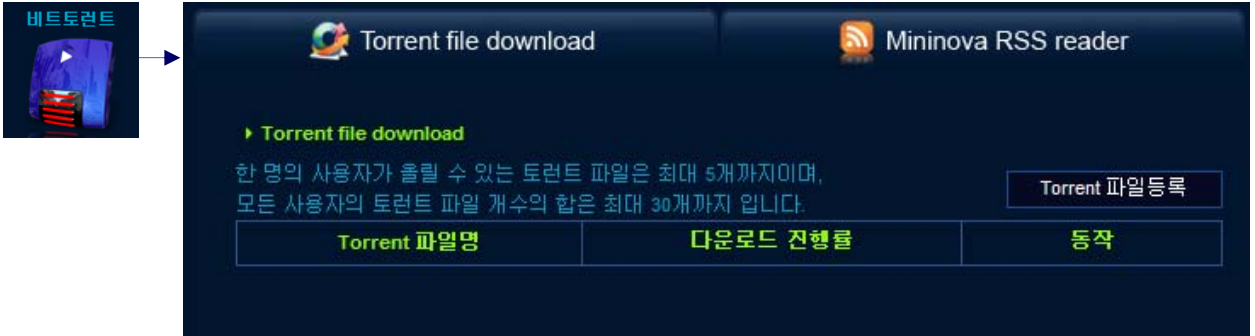 비트토런트
Torrent file download
Mininova RSS reader
Torrent file download
한 명의 사용자가 올릴 수 있는 토런트 파일은 최대 5개까지이며,
모든 사용자의 토런트 파일 개수의 합은 최대 30개까지 입니다.
Torrent 파일등록
Torrent 파일명
다운로드 진행률
동작